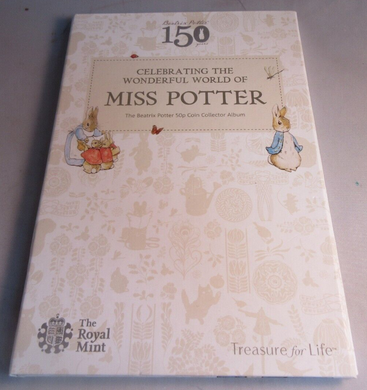 Beatrix Potter
150
CELEBRATING THE
WONDERFUL WORLD OF
MISS POTTER
The Beatrix Potter 50p Coin Collector Album
The
Royal
Mint
Treasure for Life™